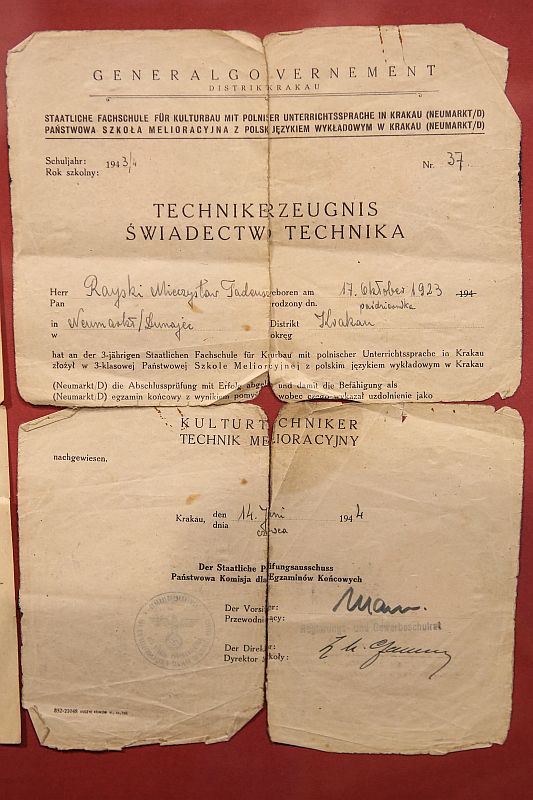 GENERALGOUVERNEMENT
DISTRIKT KRAKAU
STAATLICHE FACHSCHULE FÜR KULTURBAU MIT POLNISCHER UNTERRICHTSSPRACHE IN KRAKAU (NEUMARKT/D)
PAŃSTWOWA SZKOŁA MELIORACYJNA Z POLSK JĘZYKIEM WYKŁADOWYM W KRAKAU (NEUMARKT/D)
Schuljahr: 1943/4
Rok szkolny:
Nr. 37.
TECHNIKERZEUGNIS
ŚWIADECTWO TECHNIKA
Herr Rayski Mieczysław Tadeusz geboren am 17. Oktober 1923 194
Pan rodzony dn. października
in Neumarkt/Dunajec Distrikt Krakau
w okręg
hat an der 3-jährigen Staatlichen Fachschule für Kulturbau mit polnischer Unterrichtssprache in Krakau
złożył w 3-klasowej Państwowej Szkole Melioracyjnej z polskim językiem wykładowym w Krakau
(Neumarkt/D) die Abschlußprüfung mit Erfolg abgel und damit die Befähigung als
(Neumarkt/D) egzamin końcowy z wynikiem pomyś wobec czego wykazał uzdolnienie jako
KULTURTECHNIKER
TECHNIK MELIORACYJNY
nachgewiesen.
Krakau, den 14. Juni 1944
dnia czerwca
Der Staatliche Prüfungsausschuss
Państwowa Komisja dla Egzaminów Końcowych
Der Vorsitz :
Przewodniczący:
Regierungs- und Gewerbeschulrat
Der Direktor :
Dyrektor szkoły: